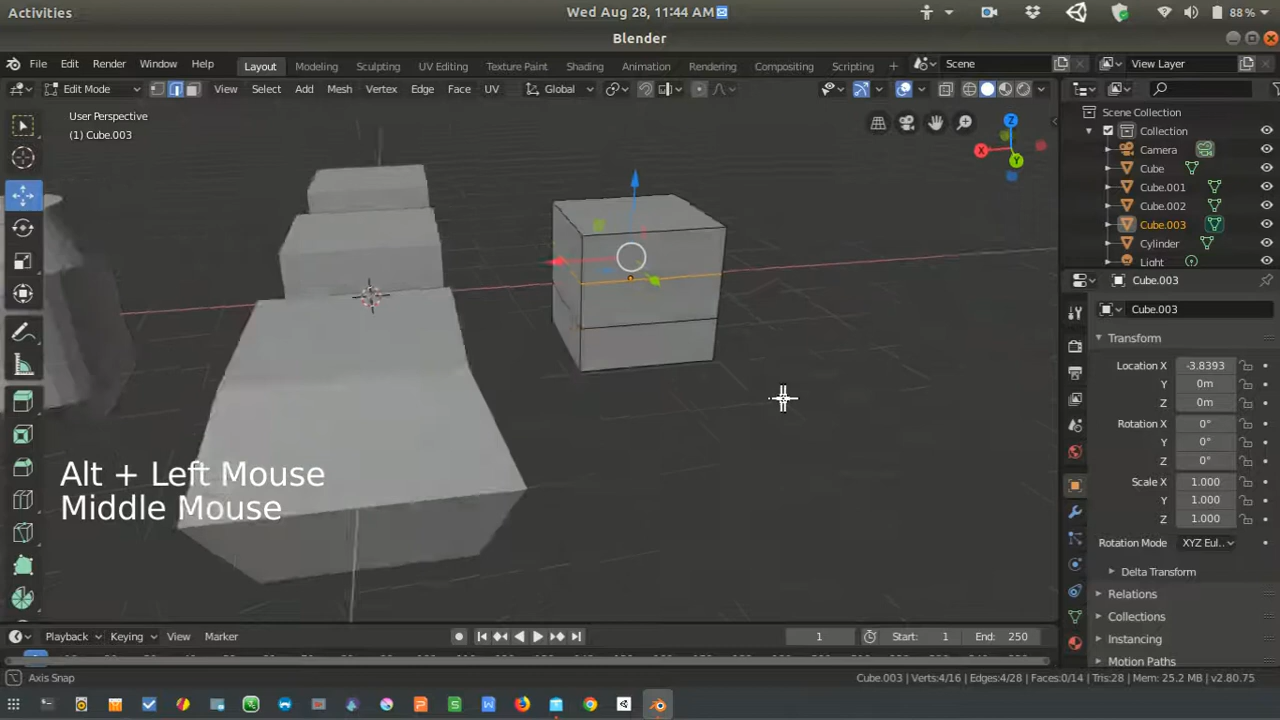 Activities
Wed Aug 28, 11:44 AM
88%
Blender
File Edit Render Window Help
Layout Modeling Sculpting UV Editing Texture Paint Shading Animation Rendering Compositing Scripting +
Scene
View Layer
Edit Mode
View Select Add Mesh Vertex Edge Face UV
Global
User Perspective
(1) Cube.003
Z
X
Y
Scene Collection
Collection
Camera
Cube
Cube.001
Cube.002
Cube.003
Cylinder
Light
Cube.003
Cube.003
Transform
Location X -3.8393
Y 0m
Z 0m
Rotation X 0°
Y 0°
Z 0°
Scale X 1.000
Y 1.000
Z 1.000
Rotation Mode XYZ Eul..
Delta Transform
Relations
Collections
Instancing
Motion Paths
Alt + Left Mouse
Middle Mouse
Playback Keying View Marker
1
Start: 1
End: 250
Axis Snap
Cube.003 | Verts:4/16 | Edges:4/28 | Faces:0/14 | Tris:28 | Mem: 25.2 MB | v2.80.75